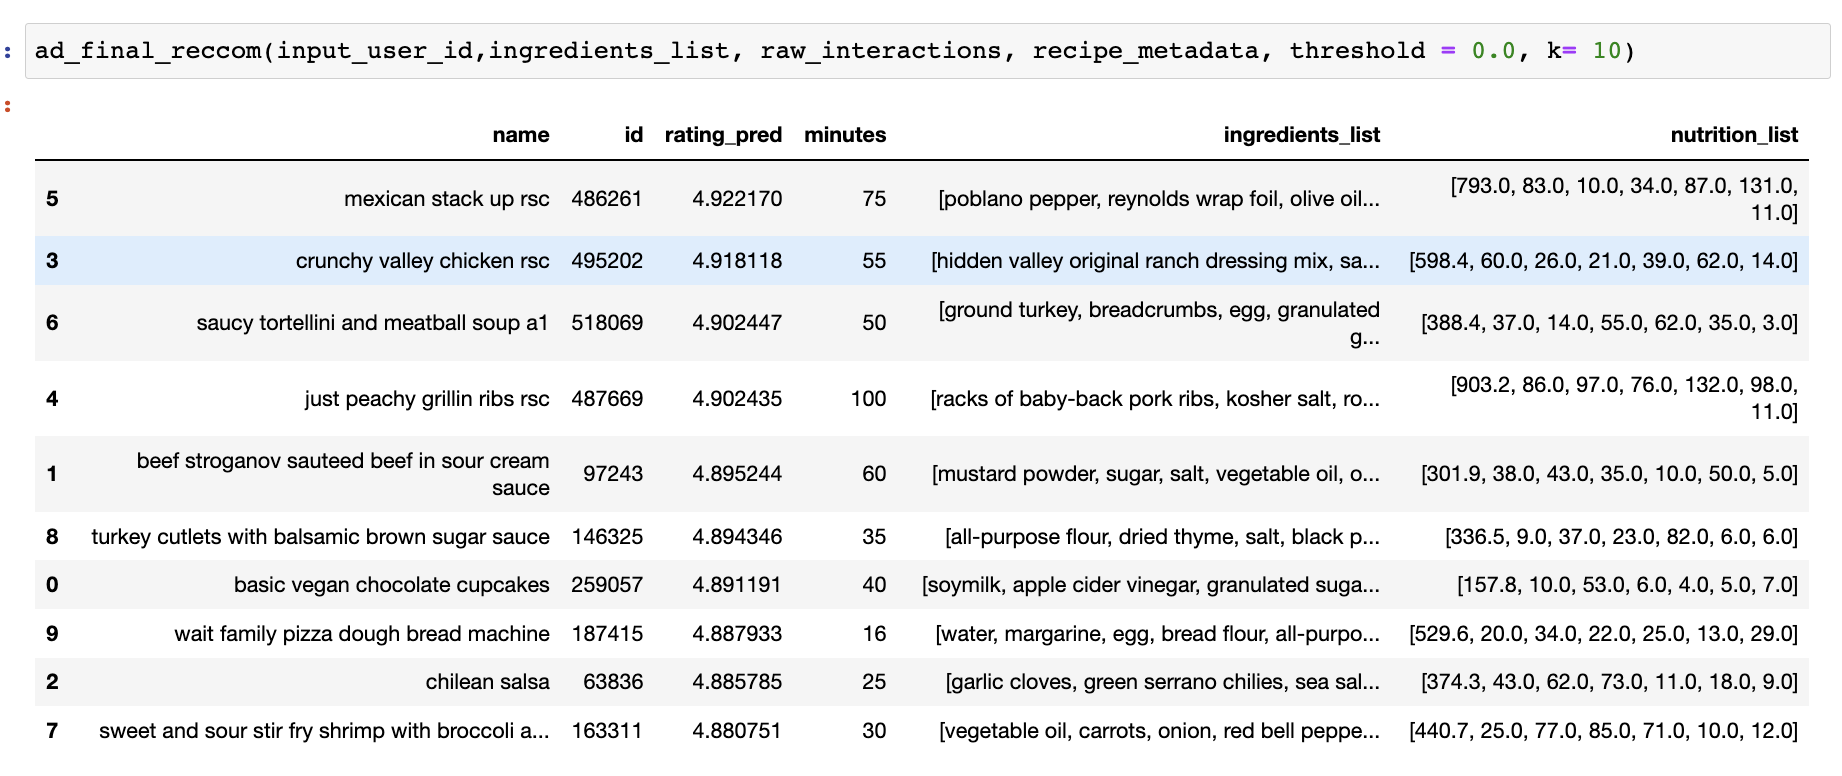 : ad_final_reccom(input_user_id,ingredients_list, raw_interactions, recipe_metadata, threshold = 0.0, k= 10)
:
name id rating_pred minutes ingredients_list nutrition_list
5 mexican stack up rsc 486261 4.922170 75 [poblano pepper, reynolds wrap foil, olive oil... [793.0, 83.0, 10.0, 34.0, 87.0, 131.0,
11.0]
3 crunchy valley chicken rsc 495202 4.918118 55 [hidden valley original ranch dressing mix, sa... [598.4, 60.0, 26.0, 21.0, 39.0, 62.0, 14.0]
6 saucy tortellini and meatball soup a1 518069 4.902447 50 [ground turkey, breadcrumbs, egg, granulated
g... [388.4, 37.0, 14.0, 55.0, 62.0, 35.0, 3.0]
4 just peachy grillin ribs rsc 487669 4.902435 100 [racks of baby-back pork ribs, kosher salt, ro... [903.2, 86.0, 97.0, 76.0, 132.0, 98.0,
11.0]
1 beef stroganov sauteed beef in sour cream
sauce 97243 4.895244 60 [mustard powder, sugar, salt, vegetable oil, o... [301.9, 38.0, 43.0, 35.0, 10.0, 50.0, 5.0]
8 turkey cutlets with balsamic brown sugar sauce 146325 4.894346 35 [all-purpose flour, dried thyme, salt, black p... [336.5, 9.0, 37.0, 23.0, 82.0, 6.0, 6.0]
0 basic vegan chocolate cupcakes 259057 4.891191 40 [soymilk, apple cider vinegar, granulated suga... [157.8, 10.0, 53.0, 6.0, 4.0, 5.0, 7.0]
9 wait family pizza dough bread machine 187415 4.887933 16 [water, margarine, egg, bread flour, all-purpo... [529.6, 20.0, 34.0, 22.0, 25.0, 13.0, 29.0]
2 chilean salsa 63836 4.885785 25 [garlic cloves, green serrano chilies, sea sal... [374.3, 43.0, 62.0, 73.0, 11.0, 18.0, 9.0]
7 sweet and sour stir fry shrimp with broccoli a... 163311 4.880751 30 [vegetable oil, carrots, onion, red bell peppe... [440.7, 25.0, 77.0, 85.0, 71.0, 10.0, 12.0]